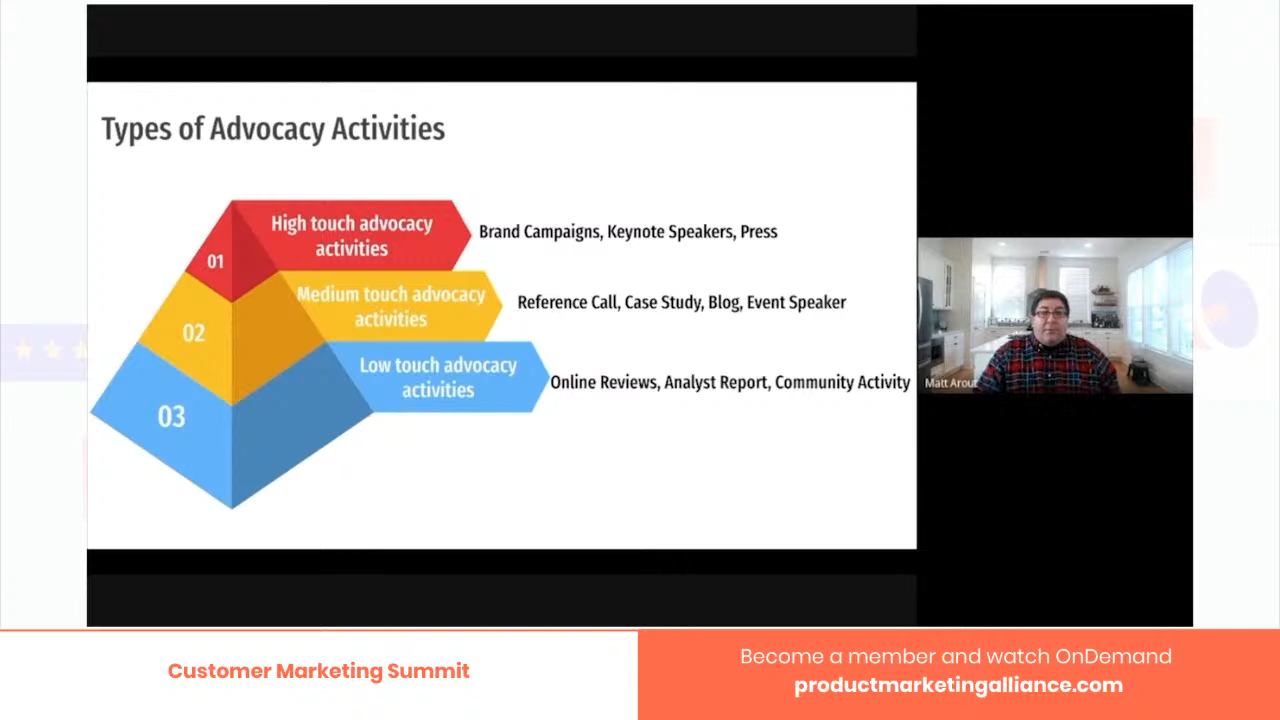 Types of Advocacy Activities
High touch advocacy
activities
Brand Campaigns, Keynote Speakers, Press
01
Medium touch advocacy
activities
Reference Call, Case Study, Blog, Event Speaker
02
Low touch advocacy
activities
Online Reviews, Analyst Report, Community Activity
03
Matt Arout
Customer Marketing Summit
Become a member and watch OnDemand
productmarketingalliance.com